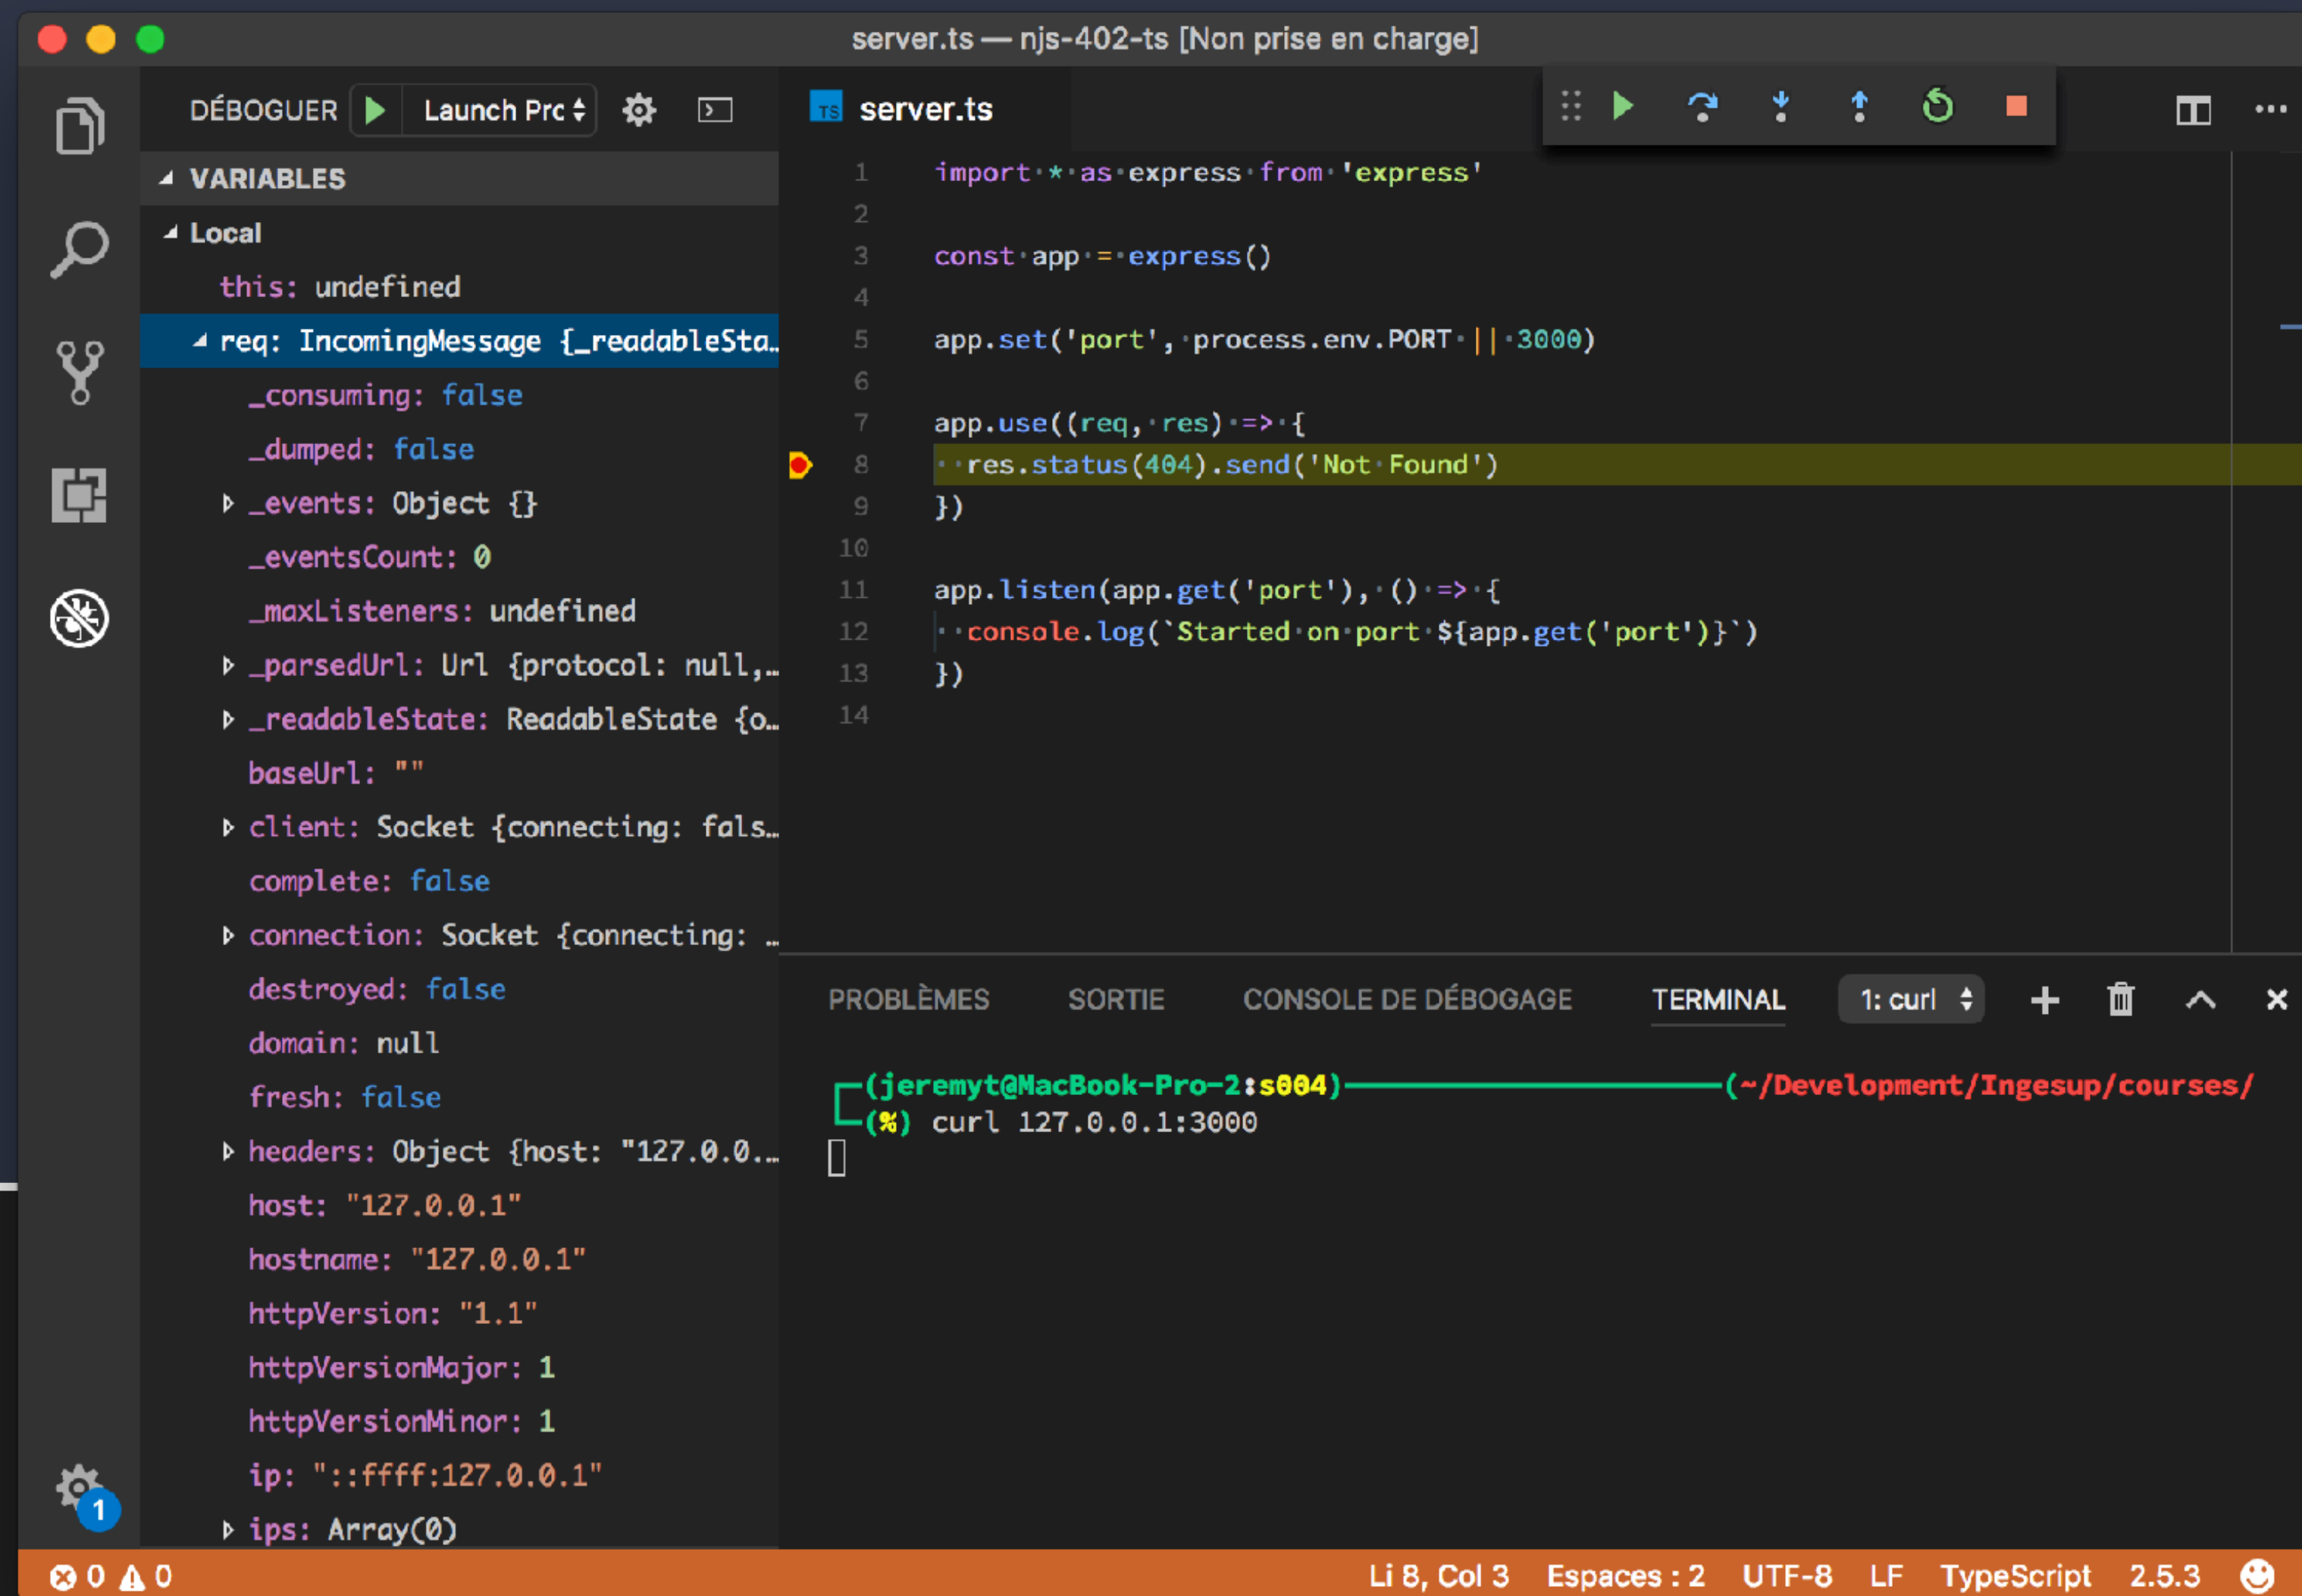 server.ts — njs-402-ts [Non prise en charge]
DÉBOGUER Launch Prc
VARIABLES
Local
this: undefined
req: IncomingMessage {_readableSta…
_consuming: false
_dumped: false
_events: Object {}
_eventsCount: 0
_maxListeners: undefined
_parsedUrl: Url {protocol: null,…
_readableState: ReadableState {o…
baseUrl: ""
client: Socket {connecting: fals…
complete: false
connection: Socket {connecting: …
destroyed: false
domain: null
fresh: false
headers: Object {host: "127.0.0.…
host: "127.0.0.1"
hostname: "127.0.0.1"
httpVersion: "1.1"
httpVersionMajor: 1
httpVersionMinor: 1
ip: "::ffff:127.0.0.1"
ips: Array(0)
1
TS server.ts
1 import * as express from 'express'
2
3 const app = express()
4
5 app.set('port', process.env.PORT || 3000)
6
7 app.use((req, res) => {
8 res.status(404).send('Not Found')
9 })
10
11 app.listen(app.get('port'), () => {
12 console.log(`Started on port ${app.get('port')}`)
13 })
14
PROBLÈMES SORTIE CONSOLE DE DÉBOGAGE TERMINAL 1: curl
(jeremyt@MacBook-Pro-2:s004) (~/Development/Ingesup/courses/
(%) curl 127.0.0.1:3000
0 0 Li 8, Col 3 Espaces : 2 UTF-8 LF TypeScript 2.5.3